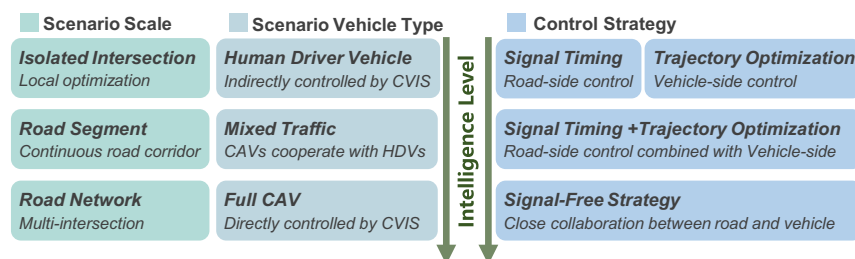 Scenario Scale
Isolated Intersection
Local optimization
Road Segment
Continuous road corridor
Road Network
Multi-intersection
Scenario Vehicle Type
Human Driver Vehicle
Indirectly controlled by CVIS
Mixed Traffic
CAVs cooperate with HDVs
Full CAV
Directly controlled by CVIS
Intelligence Level
Control Strategy
Signal Timing
Road-side control
Trajectory Optimization
Vehicle-side control
Signal Timing +Trajectory Optimization
Road-side control combined with Vehicle-side
Signal-Free Strategy
Close collaboration between road and vehicle